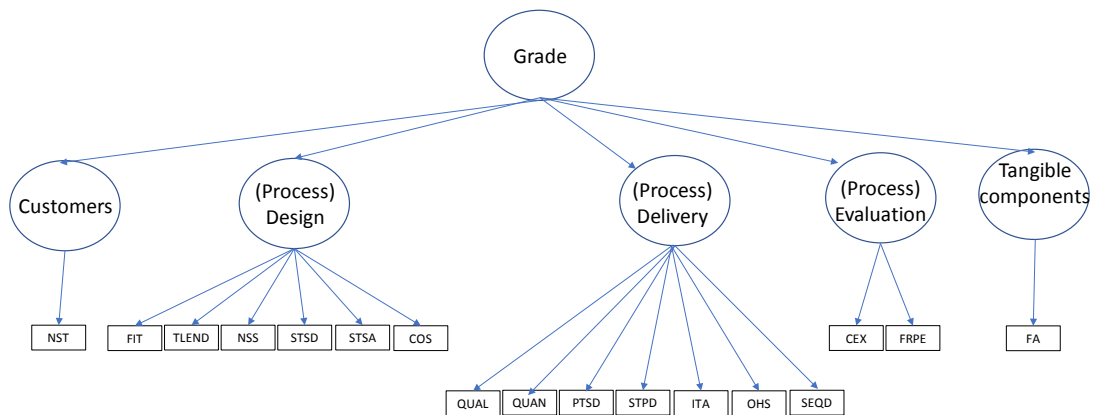 Grade
Customers
(Process)
Design
(Process)
Delivery
(Process)
Evaluation
Tangible
components
NST
FIT
TLEND
NSS
STSD
STSA
COS
CEX
FRPE
FA
QUAL
QUAN
PTSD
STPD
ITA
OHS
SEQD